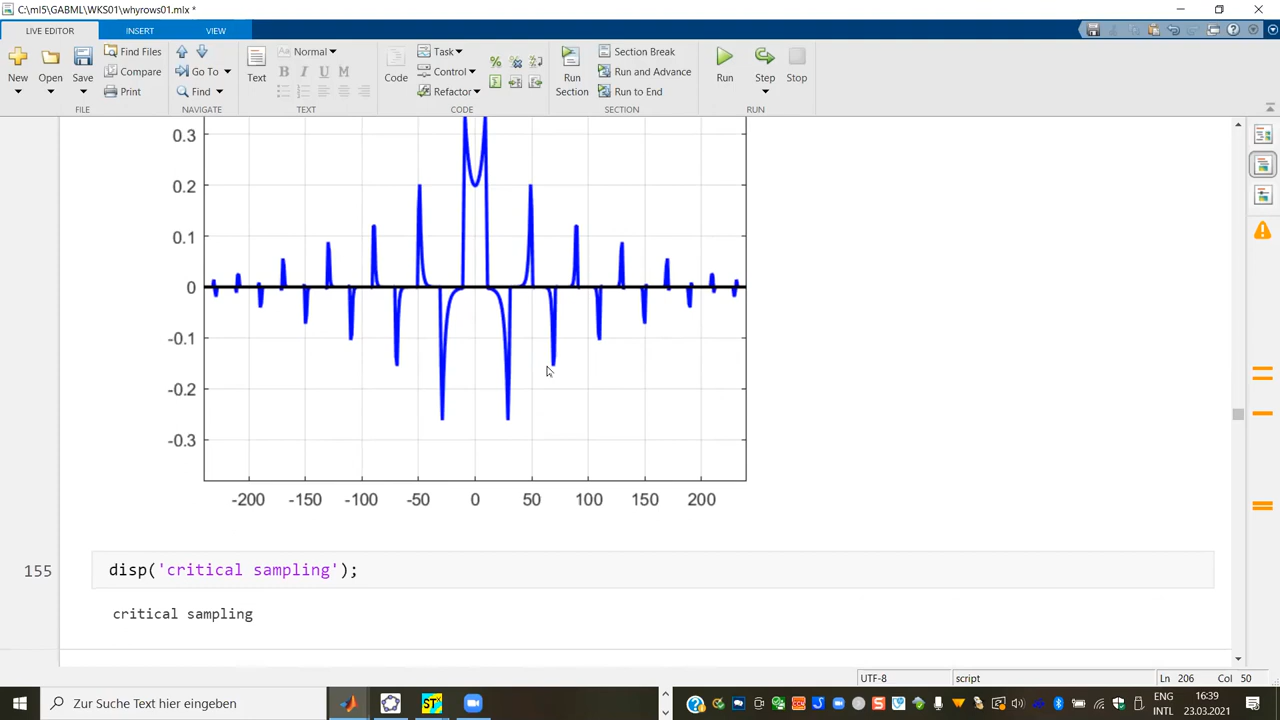 C:\ml5\GABML\WKS01\whyrows01.mlx *
LIVE EDITOR INSERT VIEW
New Open Save Find Files Compare Print
FILE
Go To Find
NAVIGATE
Text Normal B I U M
TEXT
Code Task Control Refactor
CODE
Run Section Section Break Run and Advance Run to End
SECTION
Run Step Stop
RUN
0.3
0.2
0.1
0
-0.1
-0.2
-0.3
-200 -150 -100 -50 0 50 100 150 200
155 disp('critical sampling');
critical sampling
UTF-8 script Ln 206 Col 50
Zur Suche Text hier eingeben
ENG 16:39
INTL 23.03.2021